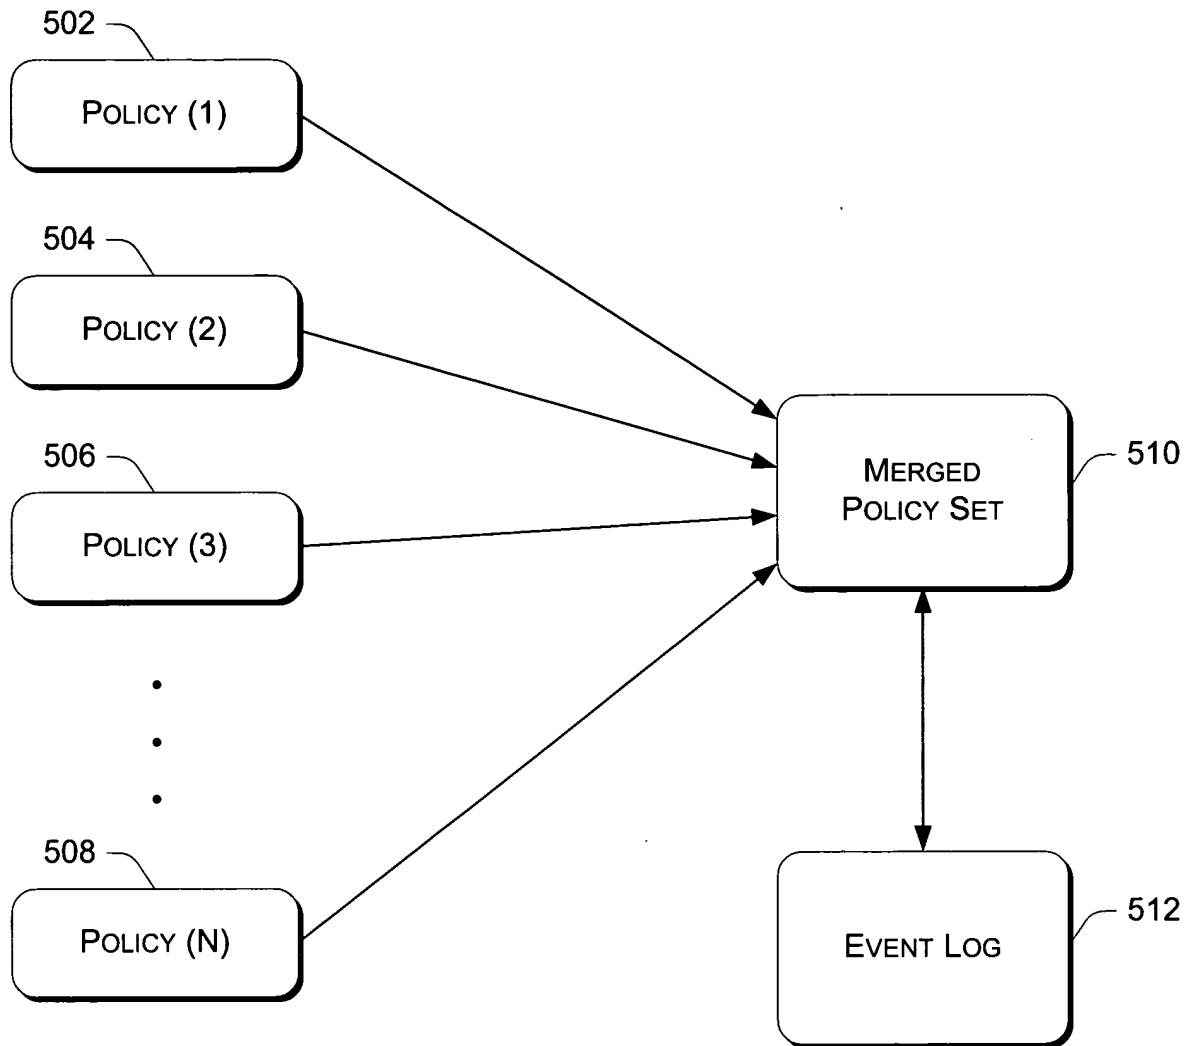 502
POLICY (1)
504
POLICY (2)
506
POLICY (3)
508
POLICY (N)
MERGED
POLICY SET
510
EVENT LOG
512